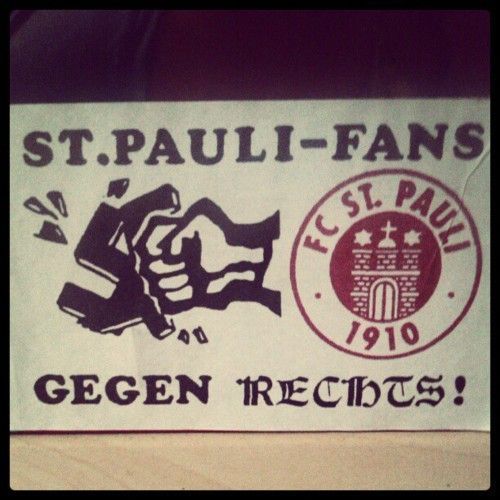 ST.PAULI-FANS
FC ST. PAULI
1910
GEGEN RECHTS!